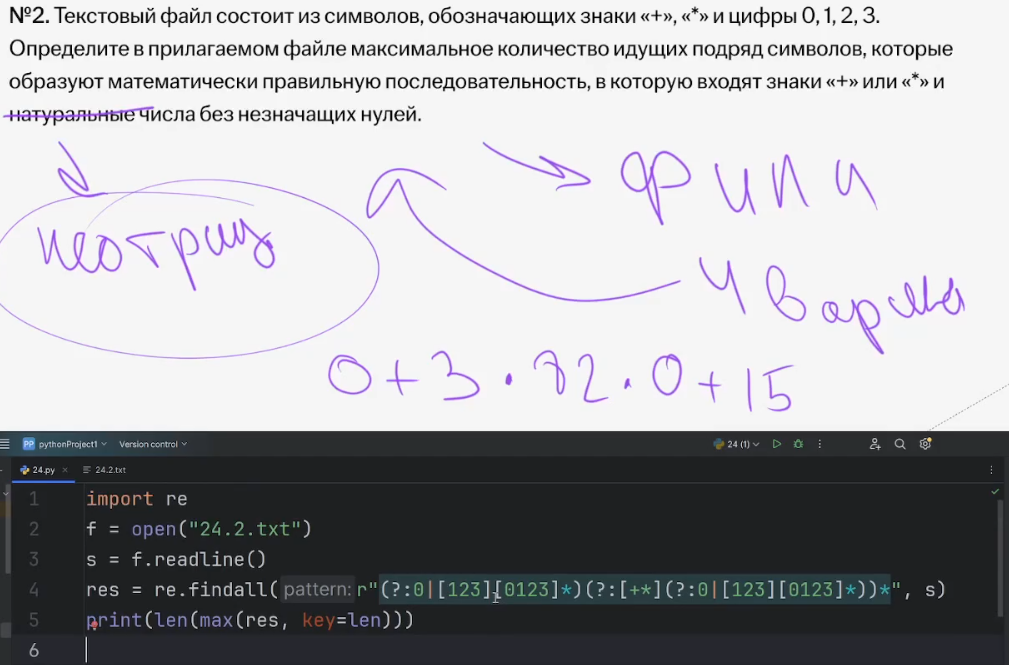 №2. Текстовый файл состоит из символов, обозначающих знаки «+», «*» и цифры 0, 1, 2, 3.
Определите в прилагаемом файле максимальное количество идущих подряд символов, которые
образуют математически правильную последовательность, в которую входят знаки «+» или «*» и
натуральные числа без незначащих нулей.
неотриц
фипи
0+3·82·0+15
pythonProject1 Version control 24 (1)
24.py 24.2.txt
1 import re
2 f = open("24.2.txt")
3 s = f.readline()
4 res = re.findall( pattern: r"(?:0|[123][0123]*)(?:[+*](?:0|[123][0123]*))*", s)
5 print(len(max(res, key=len)))
6